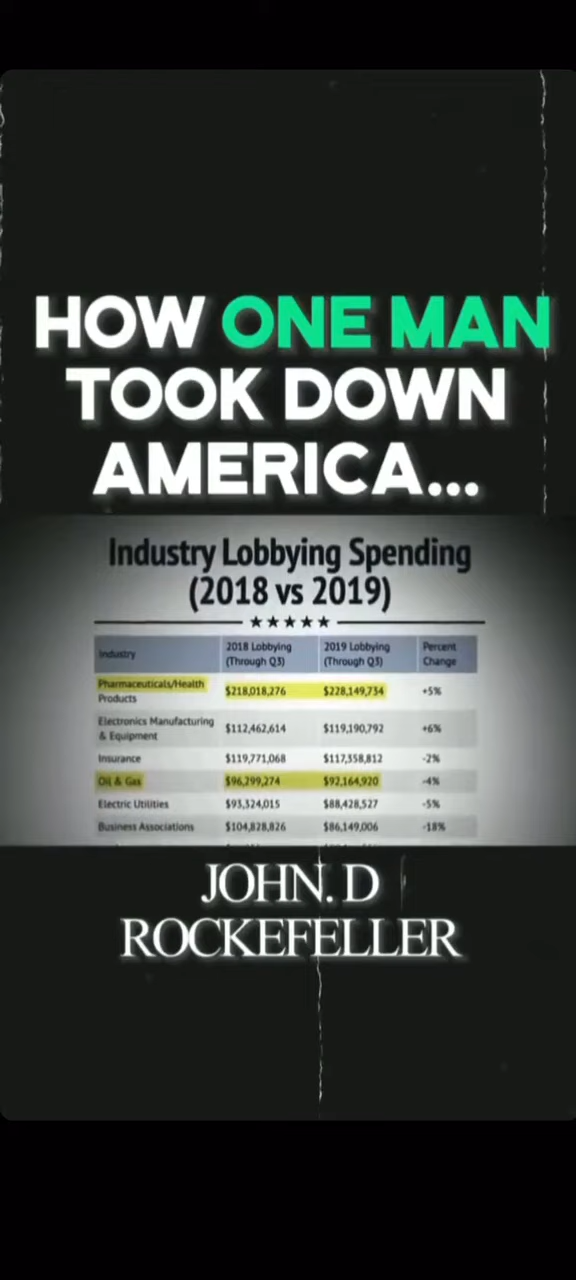 HOW ONE MAN
TOOK DOWN
AMERICA...
Industry Lobbying Spending
(2018 vs 2019)
Industry 2018 Lobbying (Through Q3) 2019 Lobbying (Through Q3) Percent Change
Pharmaceuticals/Health Products $218,018,276 $228,149,734 +5%
Electronics Manufacturing & Equipment $112,462,614 $119,190,792 +6%
Insurance $119,771,068 $117,358,812 -2%
Oil & Gas $96,299,274 $92,164,920 -4%
Electric Utilities $93,324,015 $88,428,527 -5%
Business Associations $104,828,826 $86,149,006 -18%
JOHN. D
ROCKEFELLER